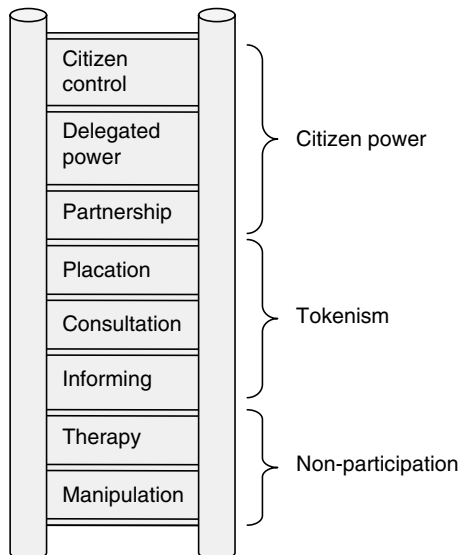 Citizen
control
Delegated
power
Partnership
Citizen power
Placation
Consultation
Informing
Tokenism
Therapy
Manipulation
Non-participation